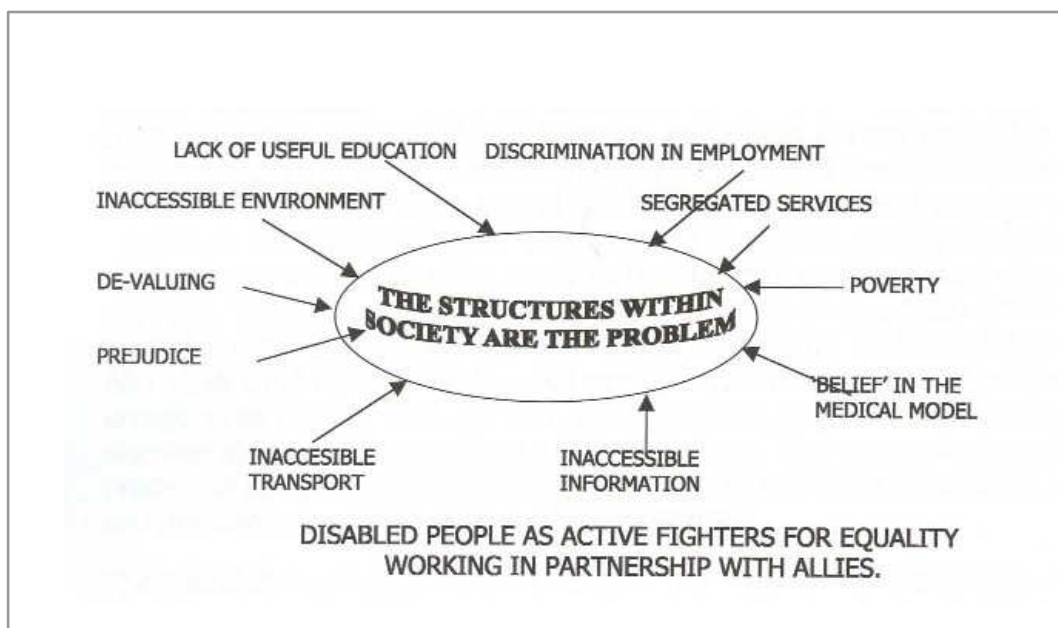 LACK OF USEFUL EDUCATION
DISCRIMINATION IN EMPLOYMENT
INACCESSIBLE ENVIRONMENT
SEGREGATED SERVICES
DE-VALUING
POVERTY
THE STRUCTURES WITHIN
SOCIETY ARE THE PROBLEM
PREJUDICE
'BELIEF' IN THE
MEDICAL MODEL
INACCESIBLE
TRANSPORT
INACCESSIBLE
INFORMATION
DISABLED PEOPLE AS ACTIVE FIGHTERS FOR EQUALITY
WORKING IN PARTNERSHIP WITH ALLIES.